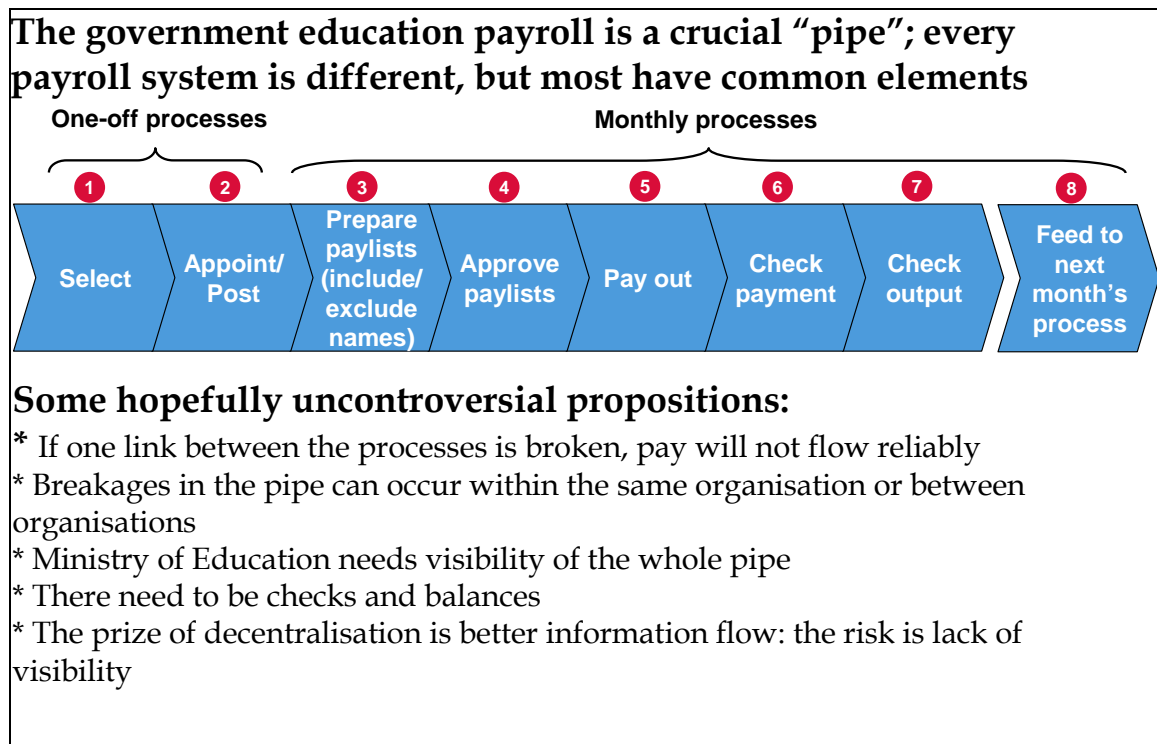 The government education payroll is a crucial “pipe”; every
payroll system is different, but most have common elements
One-off processes
Monthly processes
1
2
3
4
5
6
7
8
Select
Appoint/
Post
Prepare
paylists
(include/
exclude
names)
Approve
paylists
Pay out
Check
payment
Check
output
Feed to
next
month’s
process
Some hopefully uncontroversial propositions:
* If one link between the processes is broken, pay will not flow reliably
* Breakages in the pipe can occur within the same organisation or between
organisations
* Ministry of Education needs visibility of the whole pipe
* There need to be checks and balances
* The prize of decentralisation is better information flow: the risk is lack of
visibility